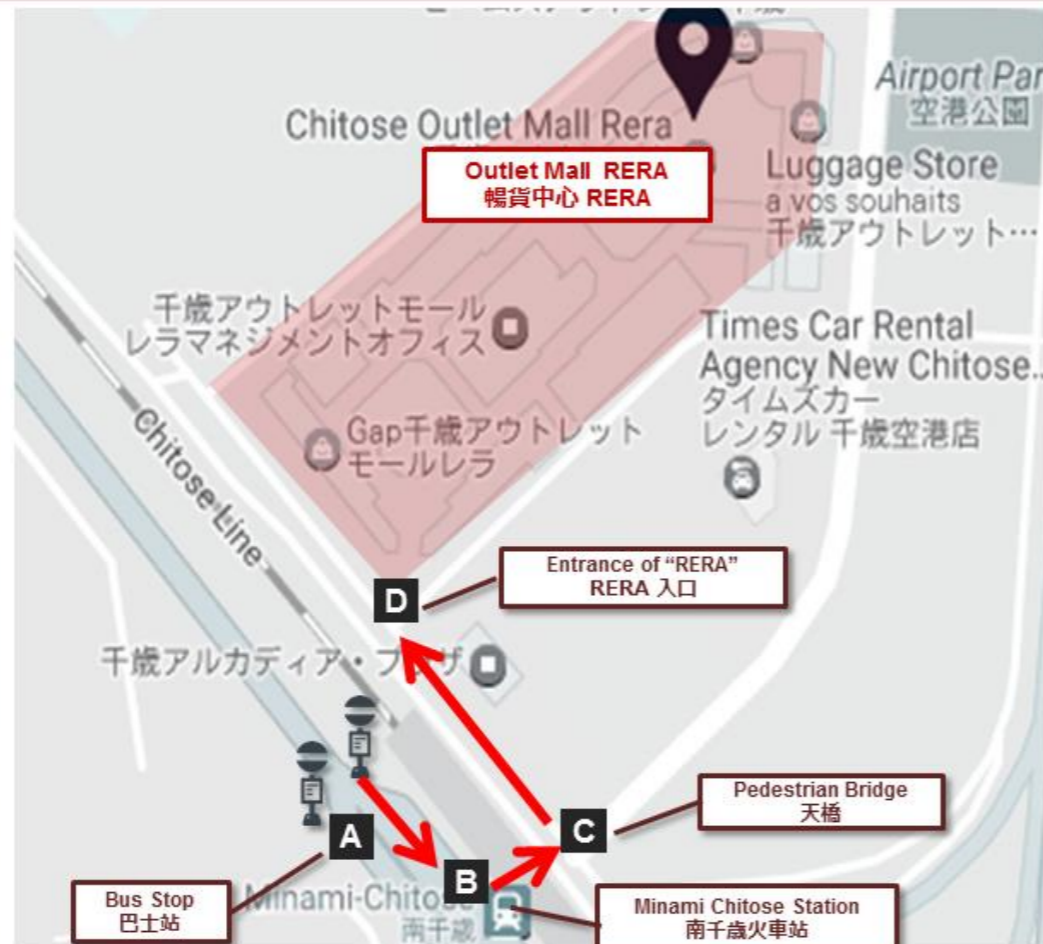 Chitose Outlet Mall Rera
Airport Par
空港公園
Outlet Mall RERA
暢貨中心 RERA
Luggage Store
a vos souhaits
千歳アウトレット…
千歳アウトレットモール
レラマネジメントオフィス
Times Car Rental
Agency New Chitose..
タイムズカー
レンタル 千歳空港店
Gap千歳アウトレット
モールレラ
Chitose Line
Entrance of “RERA”
RERA 入口
D
千歳アルカディア・プラザ
Pedestrian Bridge
天橋
C
A
B
Bus Stop
巴士站
Minami-Chitose
南千歳
Minami Chitose Station
南千歲火車站